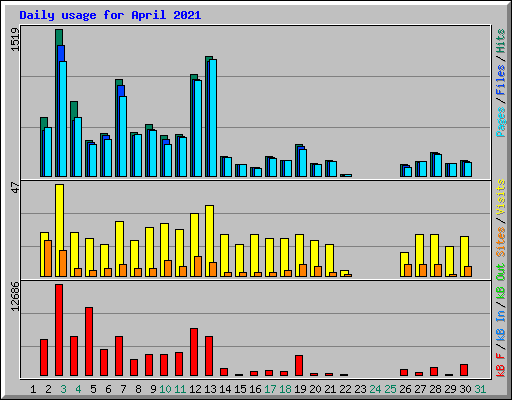 Daily usage for April 2021
1519
Pages / Files / Hits
47
Sites / Visits
12686
kB F / kB In / kB Out
1 2 3 4 5 6 7 8 9 10 11 12 13 14 15 16 17 18 19 20 21 22 23 24 25 26 27 28 29 30 31